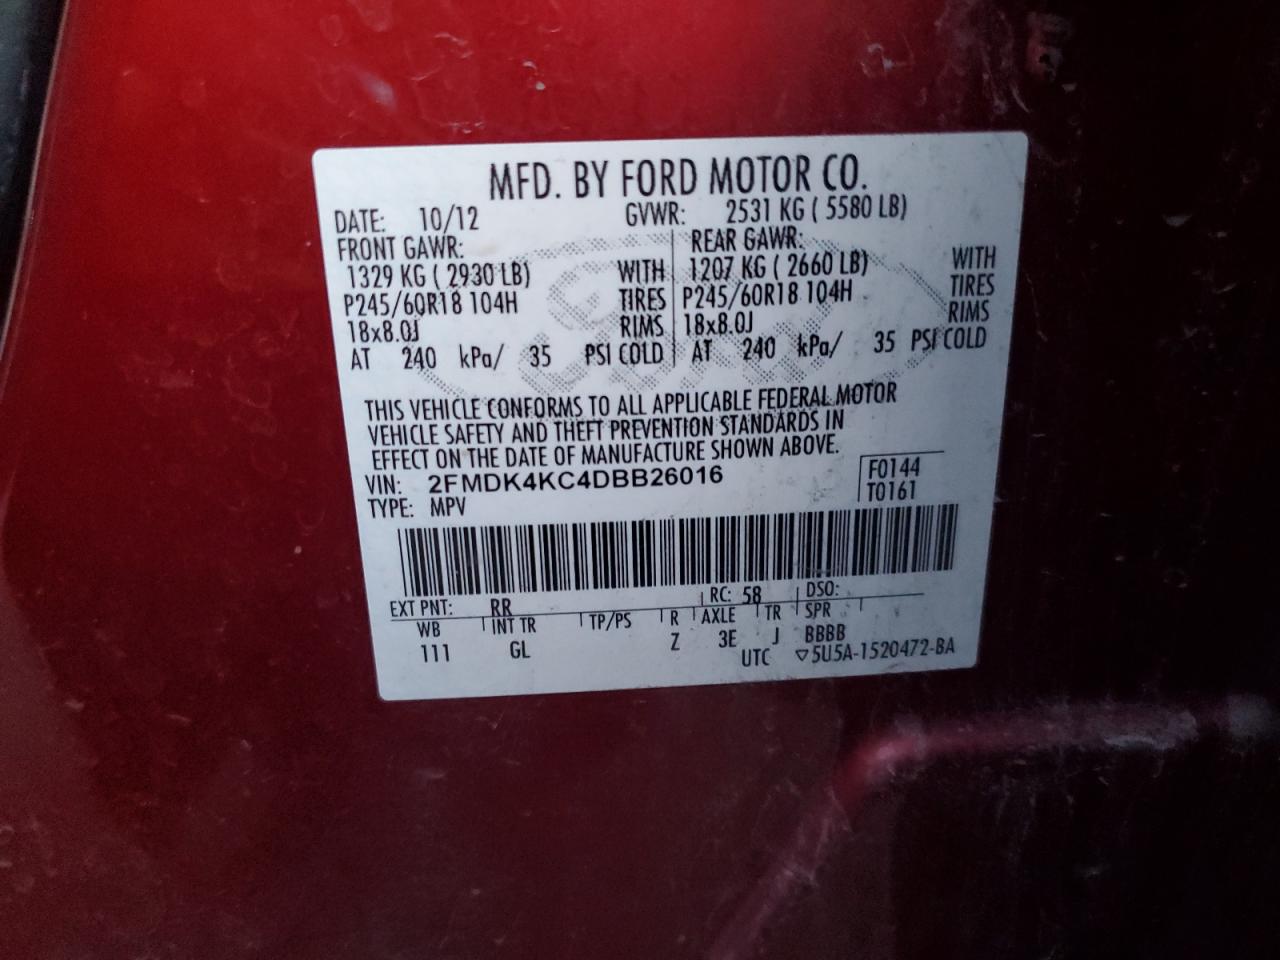 MFD. BY FORD MOTOR CO.
DATE: 10/12 GVWR: 2531 KG ( 5580 LB)
FRONT GAWR: REAR GAWR:
1329 KG ( 2930 LB) WITH 1207 KG ( 2660 LB) WITH
P245/60R18 104H TIRES P245/60R18 104H TIRES
18x8.0J RIMS 18x8.0J RIMS
AT 240 kPa/ 35 PSI COLD AT 240 kPa/ 35 PSI COLD
THIS VEHICLE CONFORMS TO ALL APPLICABLE FEDERAL MOTOR
VEHICLE SAFETY AND THEFT PREVENTION STANDARDS IN
EFFECT ON THE DATE OF MANUFACTURE SHOWN ABOVE.
VIN: 2FMDK4KC4DBB26016 F0144
TYPE: MPV T0161
EXT PNT: RR RC: 58 DSO:
WB INT TR TP/PS R AXLE TR SPR
111 GL Z 3E J BBBB
UTC ▽5U5A-1520472-BA